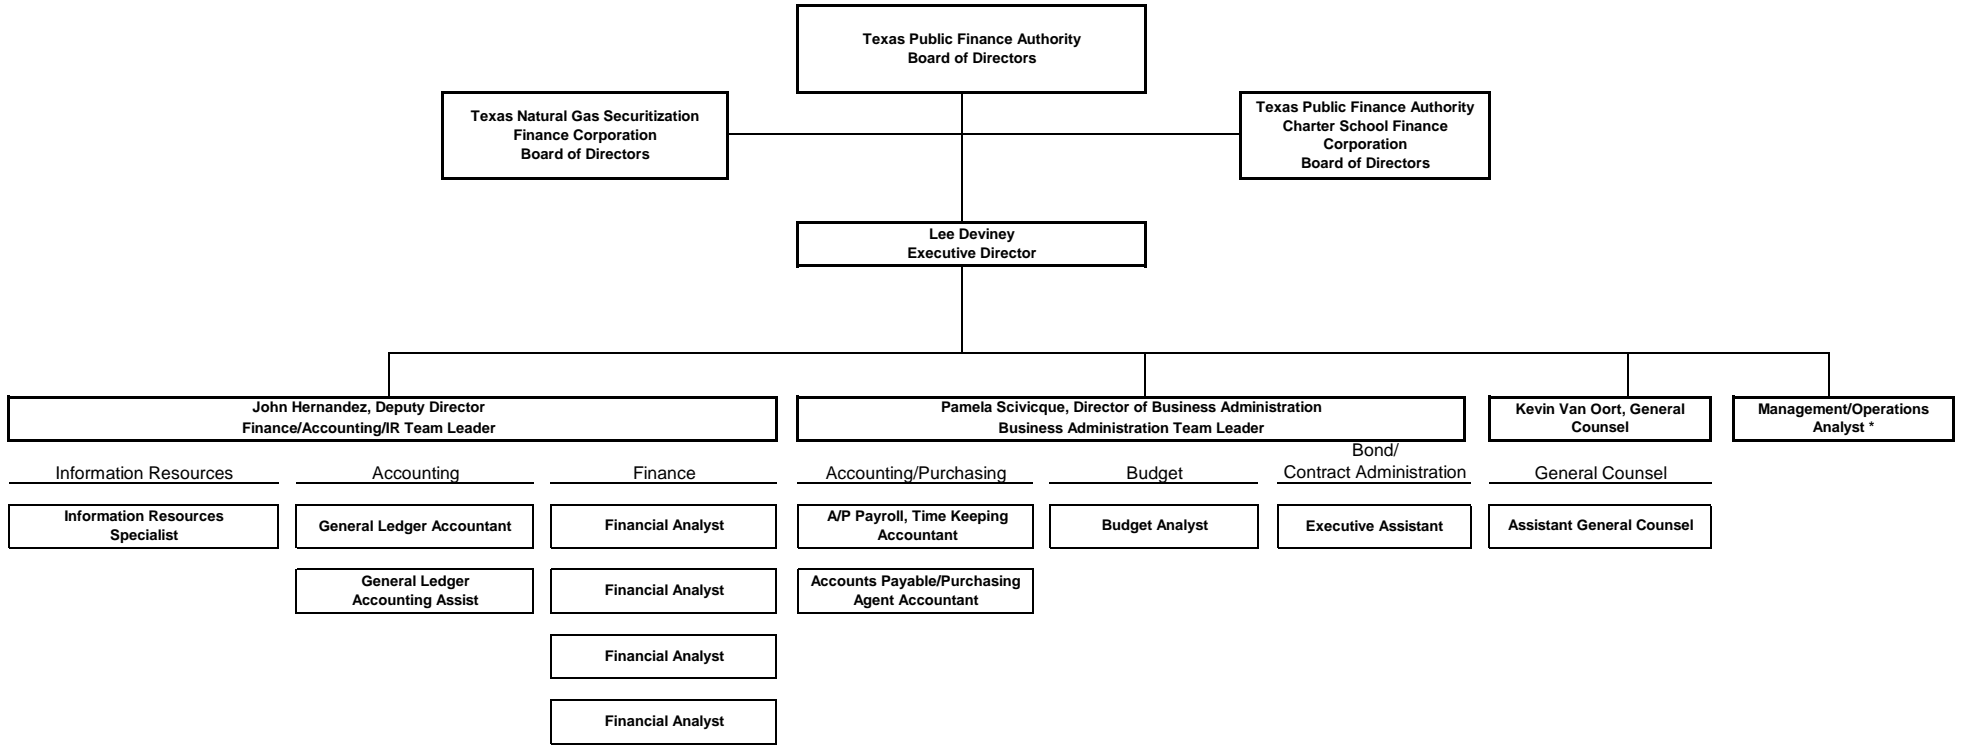 Texas Public Finance Authority
Board of Directors
Texas Natural Gas Securitization
Finance Corporation
Board of Directors
Texas Public Finance Authority
Charter School Finance
Corporation
Board of Directors
Lee Deviney
Executive Director
John Hernandez, Deputy Director
Finance/Accounting/IR Team Leader
Pamela Scivicque, Director of Business Administration
Business Administration Team Leader
Kevin Van Oort, General
Counsel
Management/Operations
Analyst *
Information Resources
Accounting
Finance
Accounting/Purchasing
Budget
Bond/
Contract Administration
General Counsel
Information Resources
Specialist
General Ledger Accountant
Financial Analyst
A/P Payroll, Time Keeping
Accountant
Budget Analyst
Executive Assistant
Assistant General Counsel
General Ledger
Accounting Assist
Financial Analyst
Accounts Payable/Purchasing
Agent Accountant
Financial Analyst
Financial Analyst